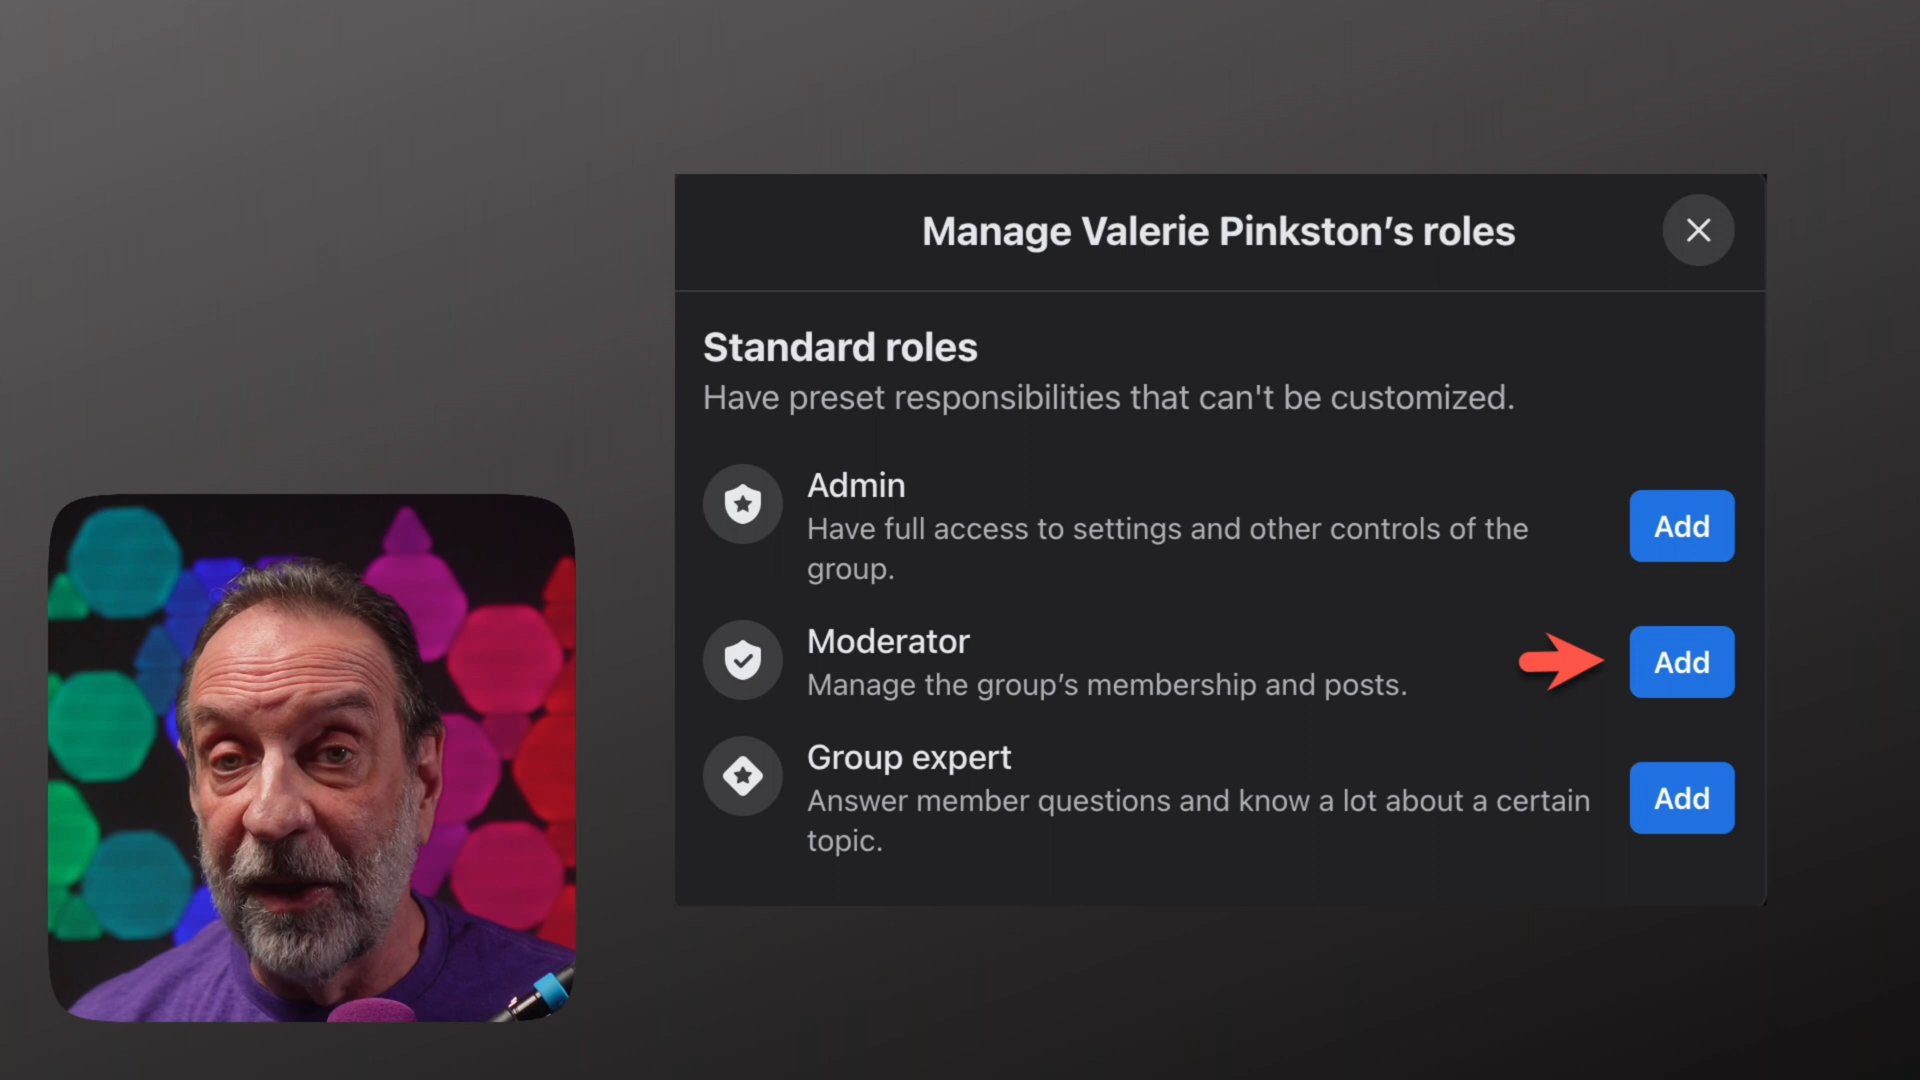 Manage Valerie Pinkston’s roles
Standard roles
Have preset responsibilities that can't be customized.
Admin
Have full access to settings and other controls of the
group.
Add
Moderator
Manage the group’s membership and posts.
Add
Group expert
Answer member questions and know a lot about a certain
topic.
Add